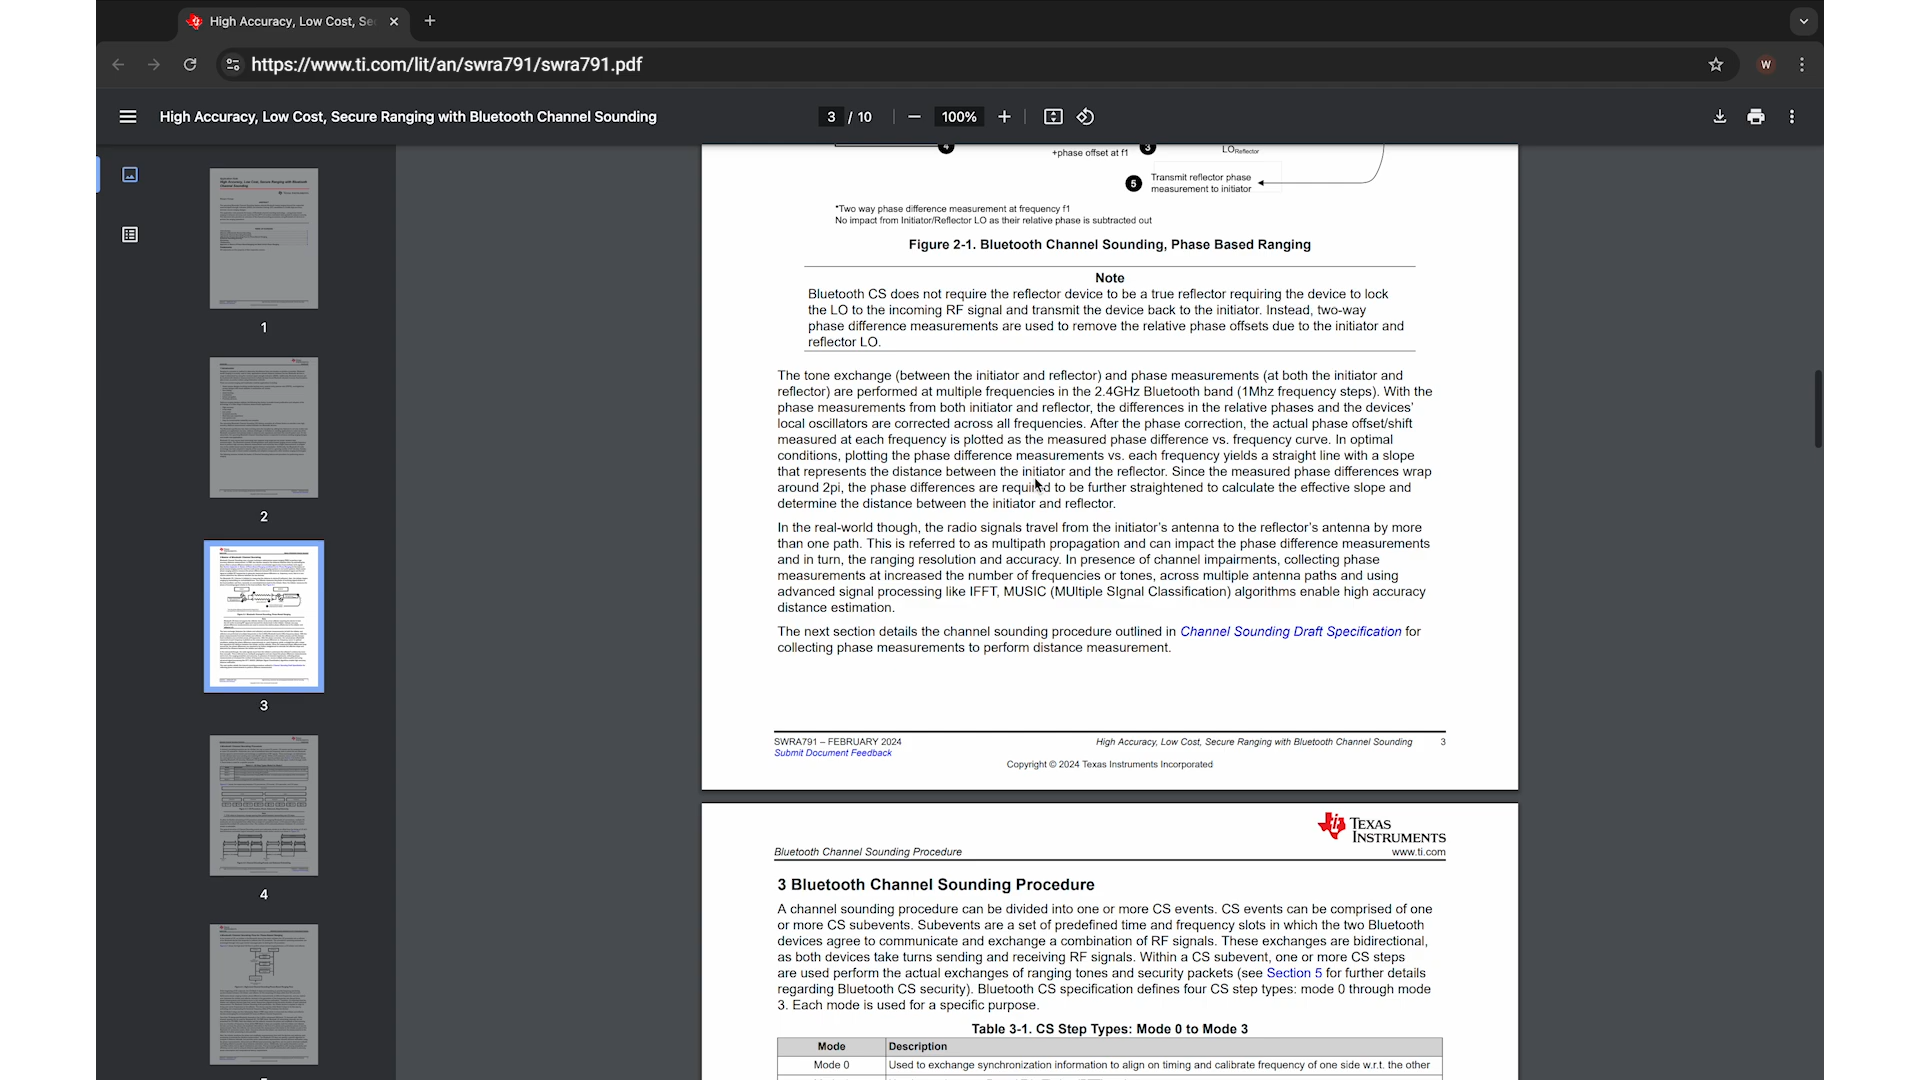 High Accuracy, Low Cost, Se
https://www.ti.com/lit/an/swra791/swra791.pdf
W
High Accuracy, Low Cost, Secure Ranging with Bluetooth Channel Sounding
3 / 10
100%
1
2
3
4
4
+phase offset at f1
3
LOReflector
5
Transmit reflector phase
measurement to initiator
*Two way phase difference measurement at frequency f1
No impact from Initiator/Reflector LO as their relative phase is subtracted out
Figure 2-1. Bluetooth Channel Sounding, Phase Based Ranging
Note
Bluetooth CS does not require the reflector device to be a true reflector requiring the device to lock
the LO to the incoming RF signal and transmit the device back to the initiator. Instead, two-way
phase difference measurements are used to remove the relative phase offsets due to the initiator and
reflector LO.
The tone exchange (between the initiator and reflector) and phase measurements (at both the initiator and
reflector) are performed at multiple frequencies in the 2.4GHz Bluetooth band (1Mhz frequency steps). With the
phase measurements from both initiator and reflector, the differences in the relative phases and the devices'
local oscillators are corrected across all frequencies. After the phase correction, the actual phase offset/shift
measured at each frequency is plotted as the measured phase difference vs. frequency curve. In optimal
conditions, plotting the phase difference measurements vs. each frequency yields a straight line with a slope
that represents the distance between the initiator and the reflector. Since the measured phase differences wrap
around 2pi, the phase differences are required to be further straightened to calculate the effective slope and
determine the distance between the initiator and reflector.
In the real-world though, the radio signals travel from the initiator's antenna to the reflector's antenna by more
than one path. This is referred to as multipath propagation and can impact the phase difference measurements
and in turn, the ranging resolution and accuracy. In presence of channel impairments, collecting phase
measurements at increased the number of frequencies or tones, across multiple antenna paths and using
advanced signal processing like IFFT, MUSIC (MUltiple SIgnal Classification) algorithms enable high accuracy
distance estimation.
The next section details the channel sounding procedure outlined in Channel Sounding Draft Specification for
collecting phase measurements to perform distance measurement.
SWRA791 – FEBRUARY 2024
High Accuracy, Low Cost, Secure Ranging with Bluetooth Channel Sounding 3
Submit Document Feedback
Copyright © 2024 Texas Instruments Incorporated
TEXAS
INSTRUMENTS
Bluetooth Channel Sounding Procedure
www.ti.com
3 Bluetooth Channel Sounding Procedure
A channel sounding procedure can be divided into one or more CS events. CS events can be comprised of one
or more CS subevents. Subevents are a set of predefined time and frequency slots in which the two Bluetooth
devices agree to communicate and exchange a combination of RF signals. These exchanges are bidirectional,
as both devices take turns sending and receiving RF signals. Within a CS subevent, one or more CS steps
are used perform the actual exchanges of ranging tones and security packets (see Section 5 for further details
regarding Bluetooth CS security). Bluetooth CS specification defines four CS step types: mode 0 through mode
3. Each mode is used for a specific purpose.
Table 3-1. CS Step Types: Mode 0 to Mode 3
Mode Description
Mode 0 Used to exchange synchronization information to align on timing and calibrate frequency of one side w.r.t. the other